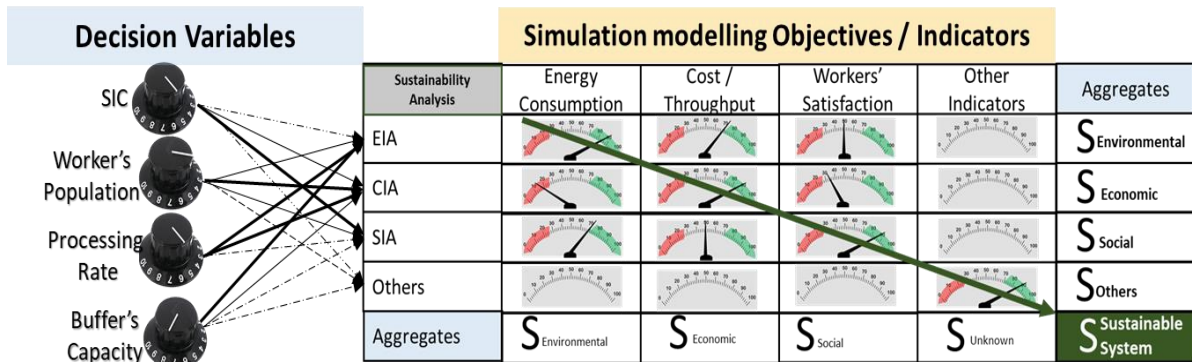 Decision Variables
Simulation modelling Objectives / Indicators
SIC
Worker's
Population
Processing
Rate
Buffer's
Capacity
Sustainability
Analysis
Energy
Consumption
Cost /
Throughput
Workers'
Satisfaction
Other
Indicators
Aggregates
EIA
S Environmental
CIA
S Economic
SIA
S Social
Others
S Others
Aggregates
S Environmental
S Economic
S Social
S Unknown
S Sustainable
System